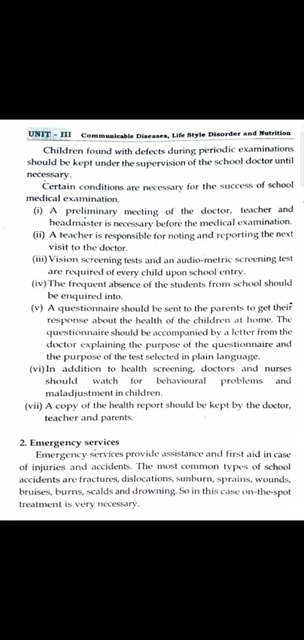 UNIT - III Communicable Diseases, Life Style Disorder and Nutrition
Children found with defects during periodic examinations
should be kept under the supervision of the school doctor until
necessary.
Certain conditions are necessary for the success of school
medical examination.
(i) A preliminary meeting of the doctor, teacher and
headmaster is necessary before the medical examination.
(ii) A teacher is responsible for noting and reporting the next
visit to the doctor.
(iii) Vision screening tests and an audio-metric screening test
are required of every child upon school entry.
(iv) The frequent absence of the students from school should
be enquired into.
(v) A questionnaire should be sent to the parents to get their
response about the health of the children at home. The
questionnaire should be accompanied by a letter from the
doctor explaining the purpose of the questionnaire and
the purpose of the test selected in plain language.
(vi) In addition to health screening, doctors and nurses
should watch for behavioural problems and
maladjustment in children.
(vii) A copy of the health report should be kept by the doctor,
teacher and parents.
2. Emergency services
Emergency services provide assistance and first aid in case
of injuries and accidents. The most common types of school
accidents are fractures, dislocations, sunburn, sprains, wounds,
bruises, burns, scalds and drowning. So in this case on-the-spot
treatment is very necessary.